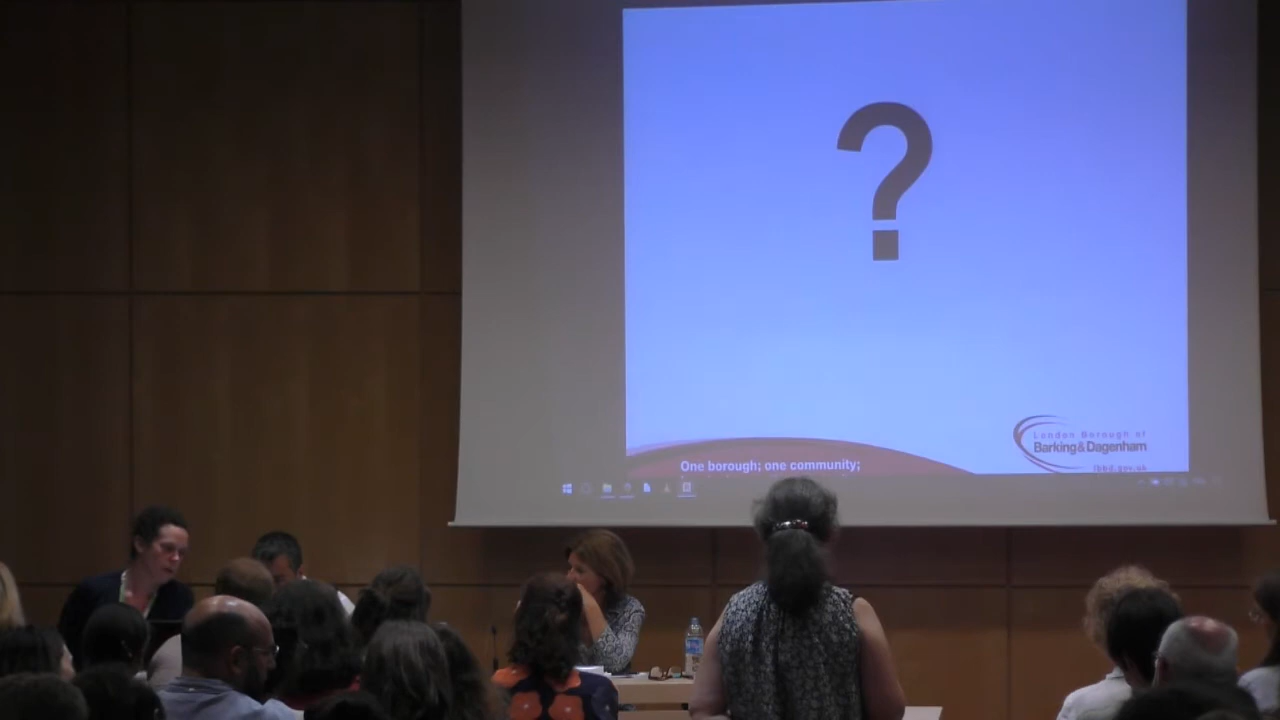 ?
London Borough of
Barking & Dagenham
lbbd.gov.uk
One borough; one community;